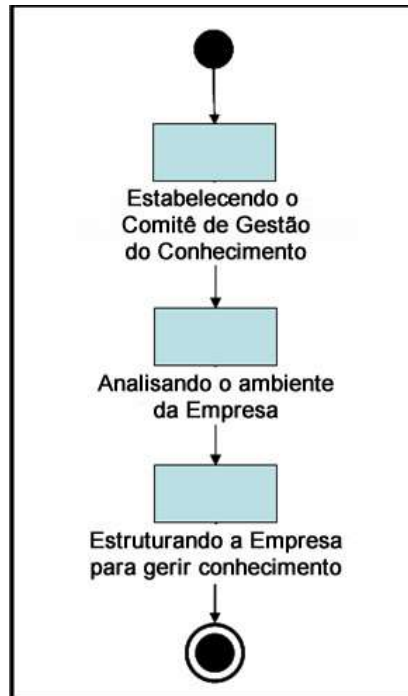 Estabelecendo o
Comitê de Gestão
do Conhecimento
Analisando o ambiente
da Empresa
Estruturando a Empresa
para gerir conhecimento